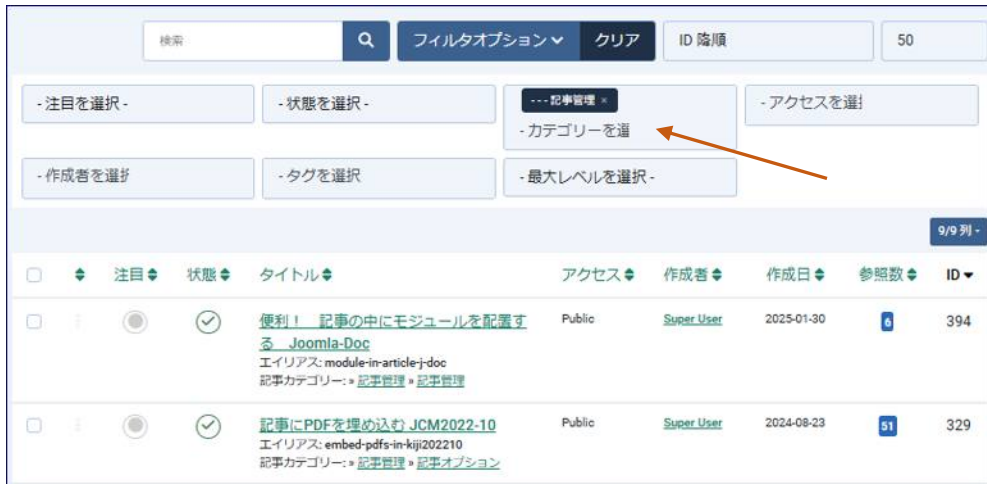 検索
フィルタオプション
クリア
ID 降順
50
- 注目を選択 -
- 状態を選択 -
- - - 記事管理 ×
- カテゴリーを選
- アクセスを選択
- 作成者を選択
- タグを選択
- 最大レベルを選択 -
9/9 列
注目
状態
タイトル
アクセス
作成者
作成日
参照数
ID
便利！ 記事の中にモジュールを配置す
る Joomla-Doc
エイリアス: module-in-article-j-doc
記事カテゴリー: » 記事管理 » 記事管理
Public
Super User
2025-01-30
6
394
記事にPDFを埋め込む JCM2022-10
エイリアス: embed-pdfs-in-kiji202210
記事カテゴリー: » 記事管理 » 記事オプション
Public
Super User
2024-08-23
51
329